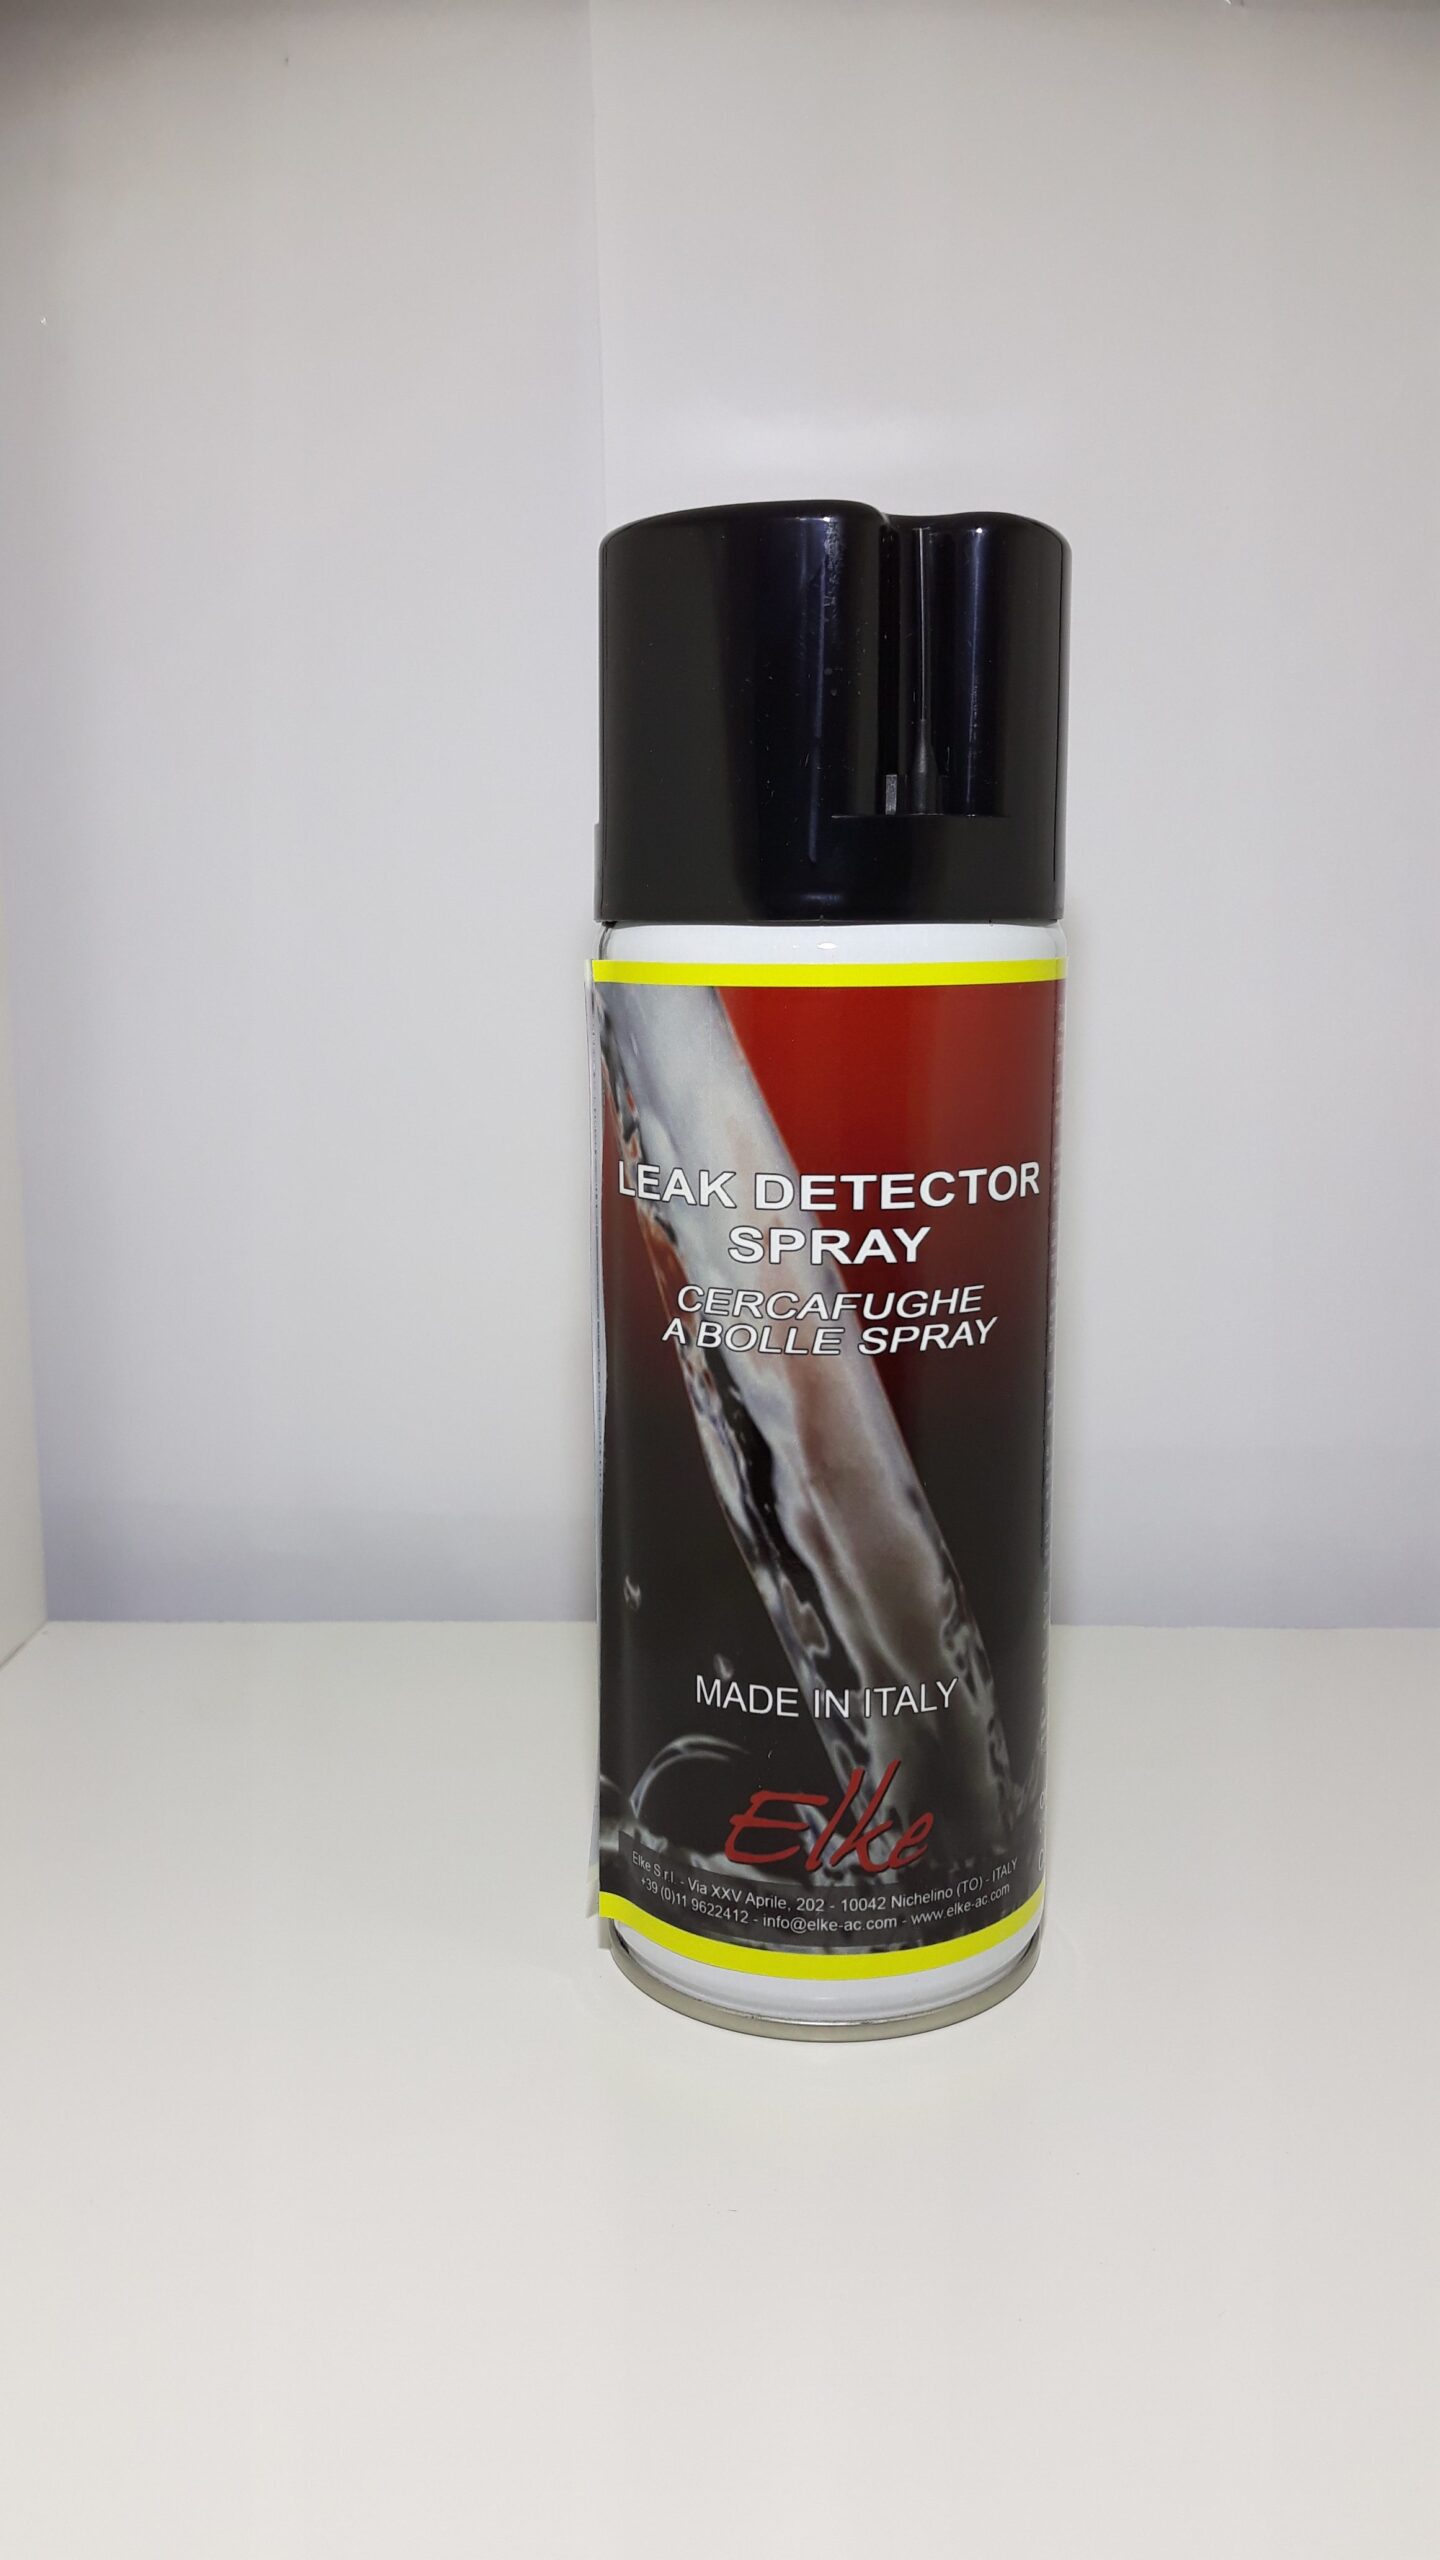 LEAK DETECTOR
SPRAY
CERCAFUGHE
A BOLLE SPRAY
MADE IN ITALY
Elke
Elke S.r.l. - Via XXV Aprile, 202 - 10042 Nichelino (TO) - ITALY
+39 (0)11 9622412 - info@elke-ac.com - www.elke-ac.com